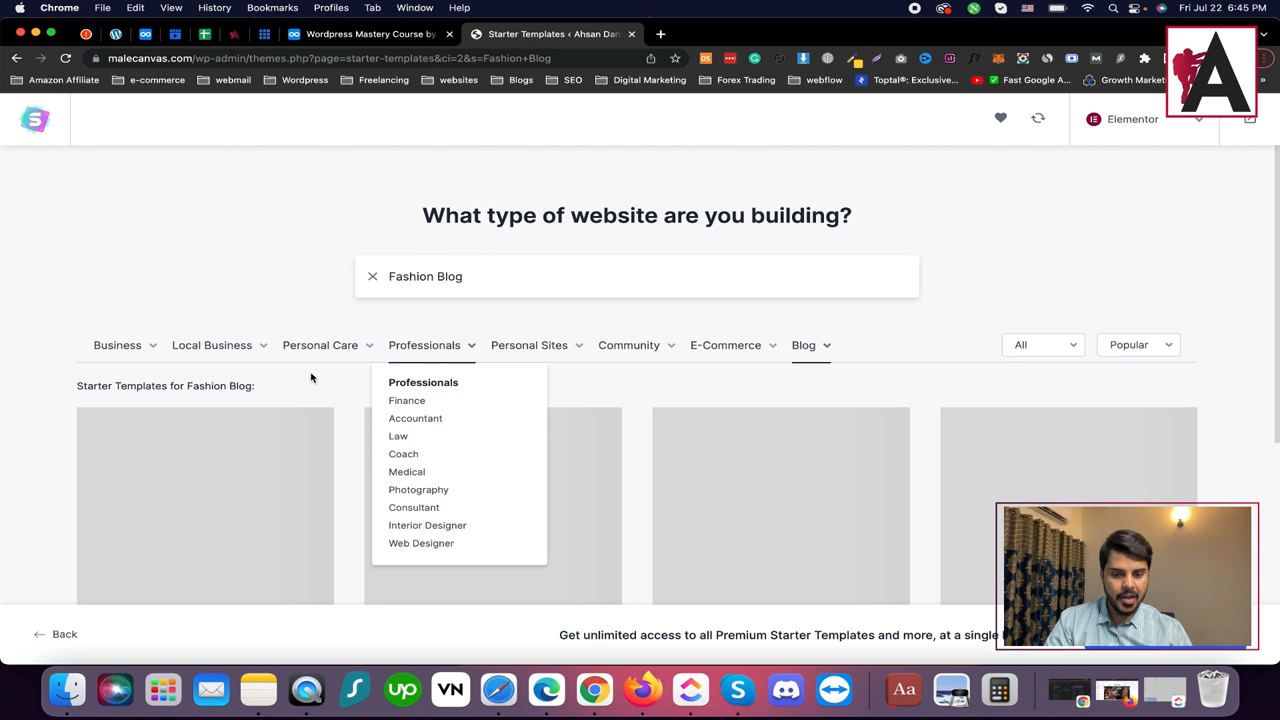 Chrome File Edit View History Bookmarks Profiles Tab Window Help Fri Jul 22 6:45 PM
Wordpress Mastery Course by Starter Templates ‹ Ahsan Dan
malecanvas.com/wp-admin/themes.php?page=starter-templates&ci=2&s=Fashion+Blog
Amazon Affiliate e-commerce webmail Wordpress Freelancing websites Blogs SEO Digital Marketing Forex Trading webflow Toptal®: Exclusive... Fast Google A... Growth Market
A
S
Elementor
What type of website are you building?
Fashion Blog
Business Local Business Personal Care Professionals Personal Sites Community E-Commerce Blog All Popular
Starter Templates for Fashion Blog:
Professionals
Finance
Accountant
Law
Coach
Medical
Photography
Consultant
Interior Designer
Web Designer
Back
Get unlimited access to all Premium Starter Templates and more, at a single
up VN Aa